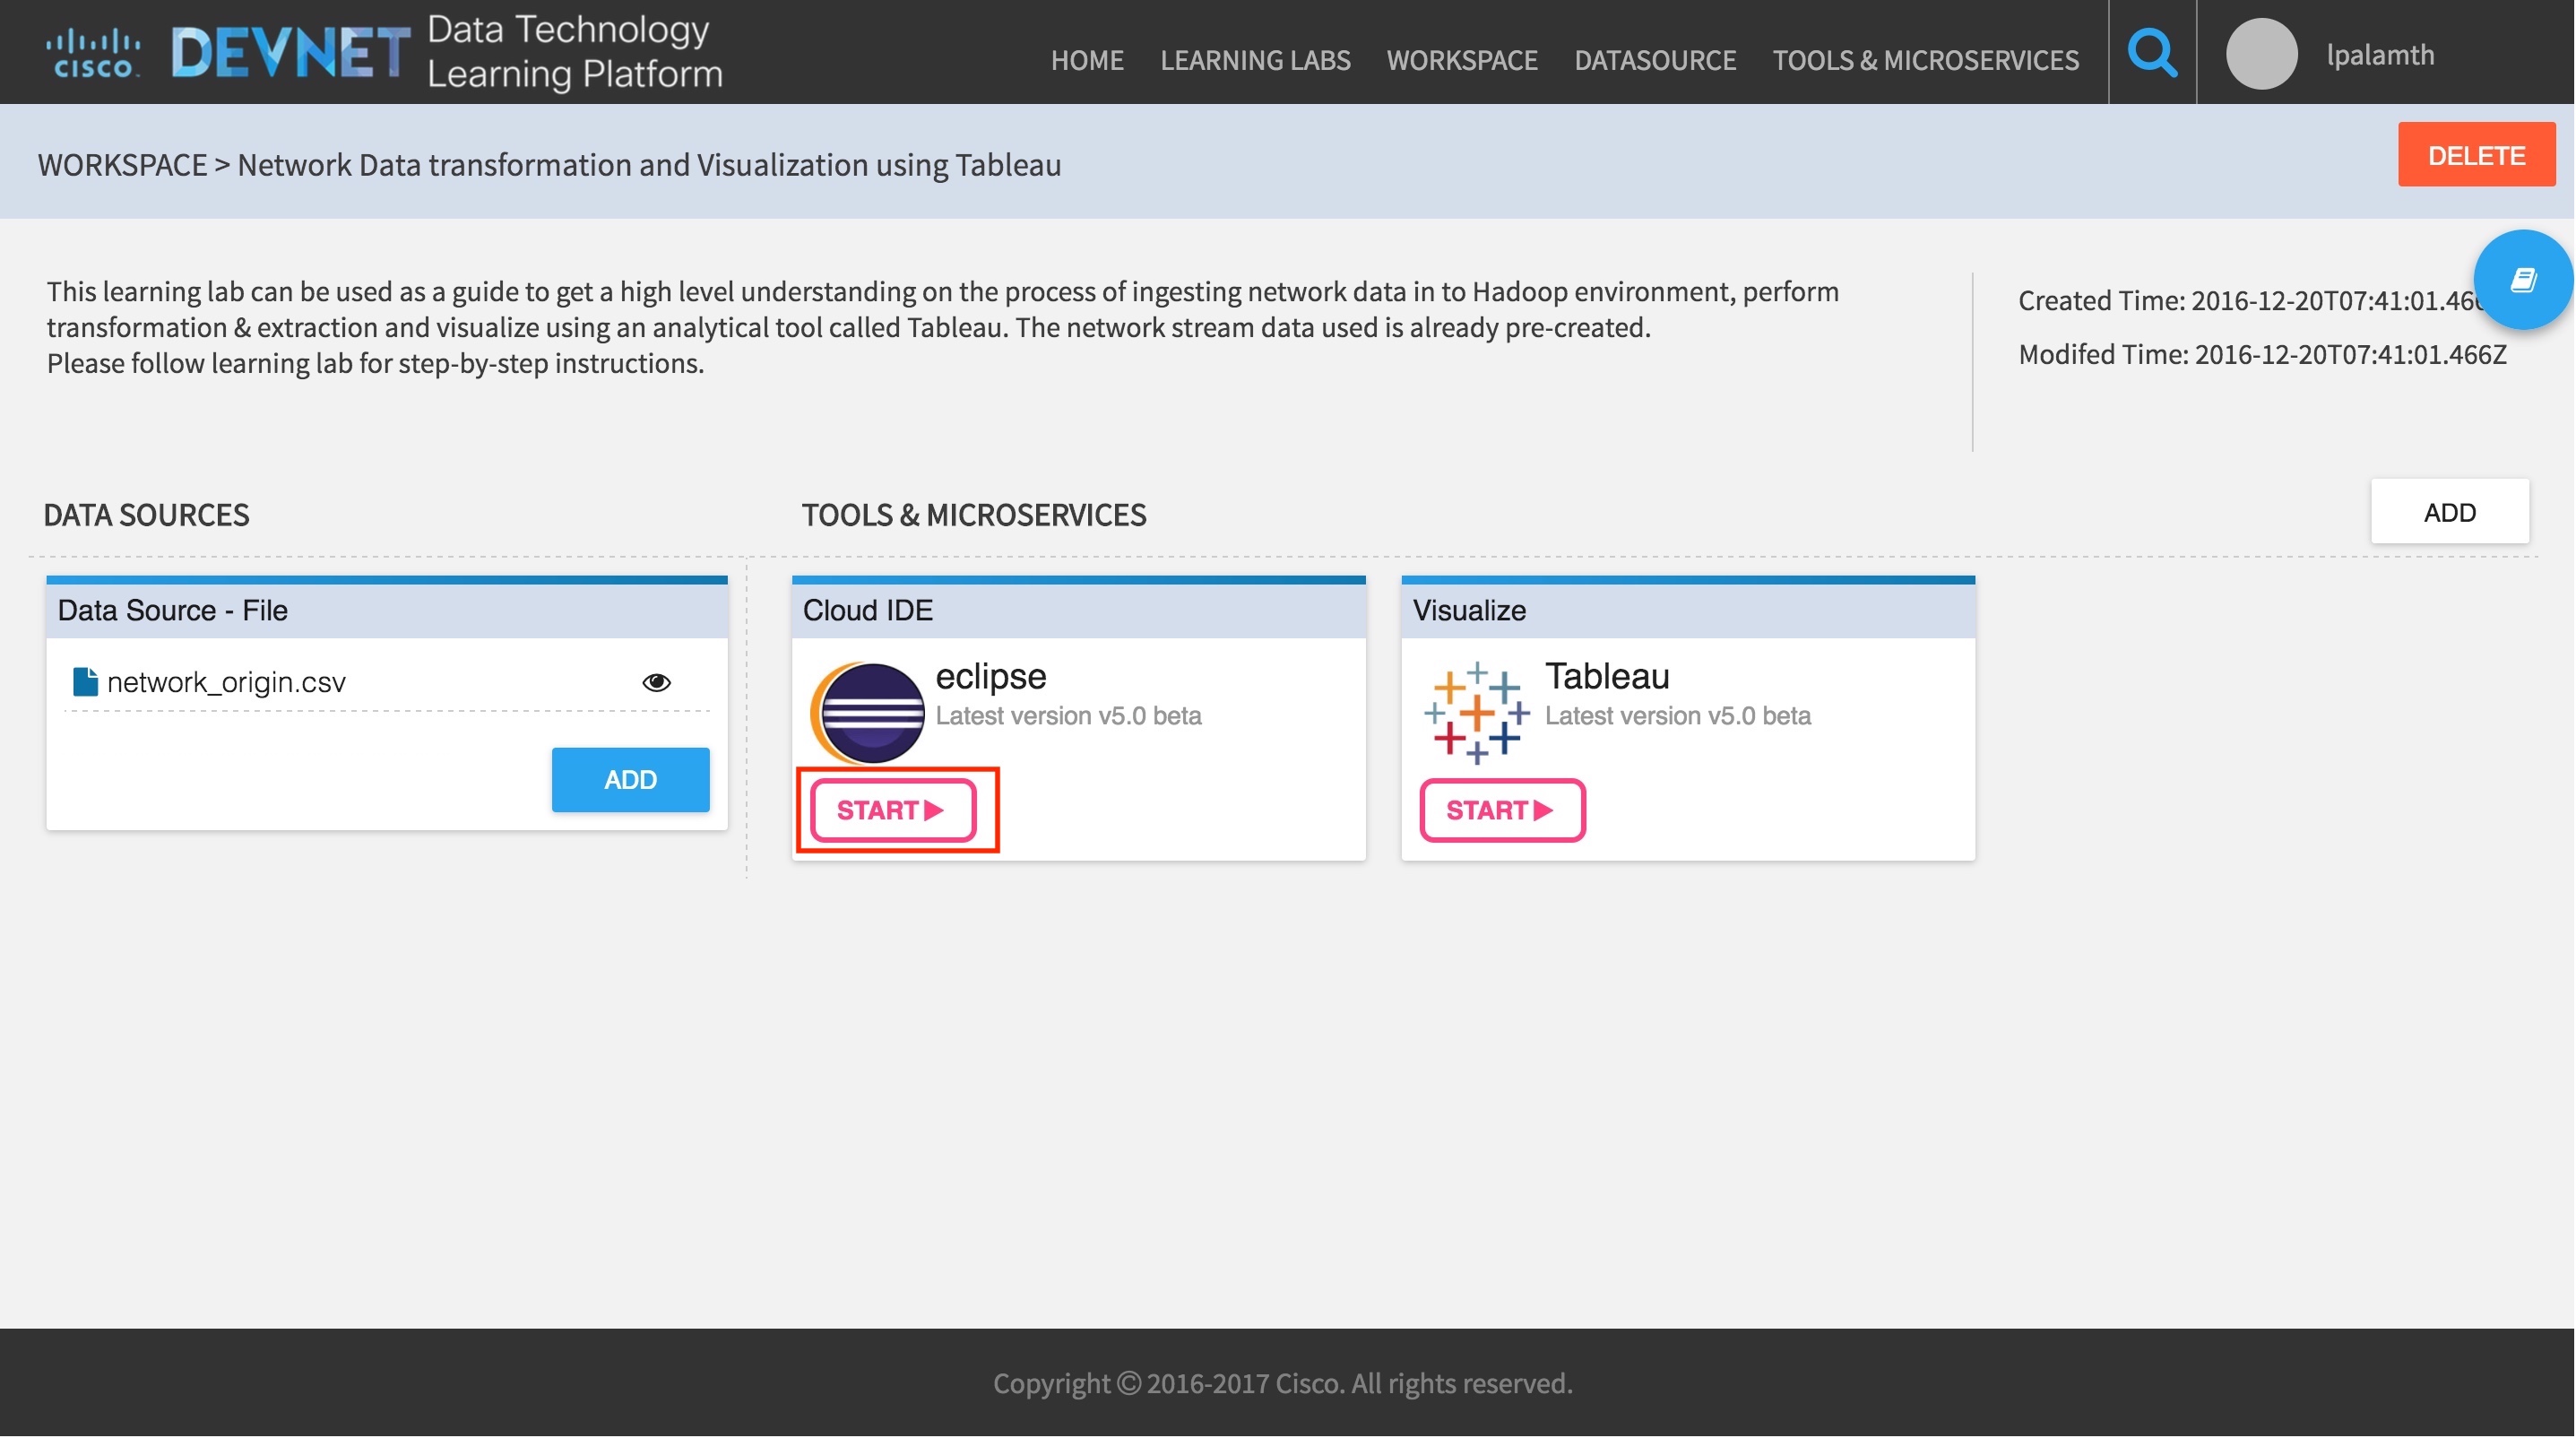 CISCO
DEVNET
Data Technology
Learning Platform
HOME
LEARNING LABS
WORKSPACE
DATASOURCE
TOOLS & MICROSERVICES
lpalamth
WORKSPACE > Network Data transformation and Visualization using Tableau
DELETE
This learning lab can be used as a guide to get a high level understanding on the process of ingesting network data in to Hadoop environment, perform
transformation & extraction and visualize using an analytical tool called Tableau. The network stream data used is already pre-created.
Please follow learning lab for step-by-step instructions.
Created Time: 2016-12-20T07:41:01.46
Modifed Time: 2016-12-20T07:41:01.466Z
DATA SOURCES
TOOLS & MICROSERVICES
ADD
Data Source - File
network_origin.csv
ADD
Cloud IDE
eclipse
Latest version v5.0 beta
START
Visualize
Tableau
Latest version v5.0 beta
START
Copyright © 2016-2017 Cisco. All rights reserved.